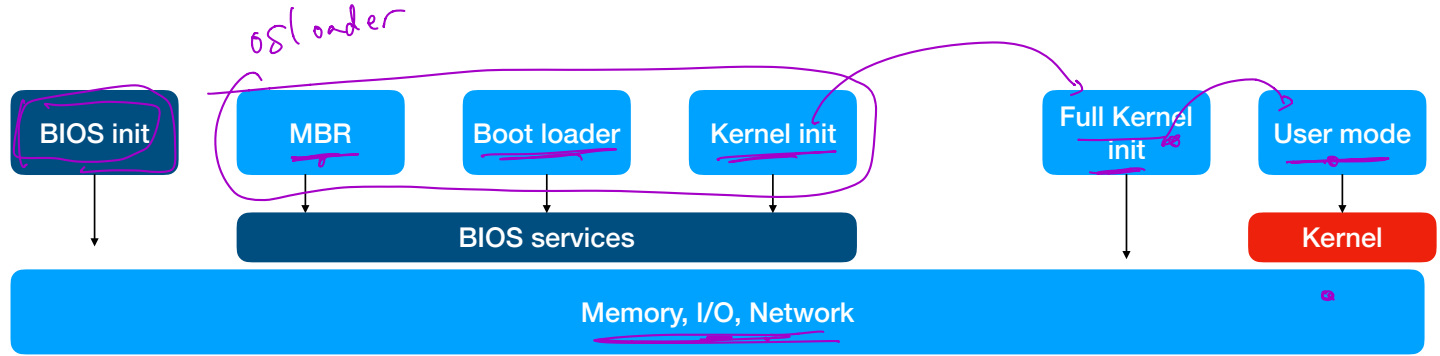 osloader
BIOS init
MBR
Boot loader
Kernel init
Full Kernel
init
User mode
BIOS services
Kernel
Memory, I/O, Network